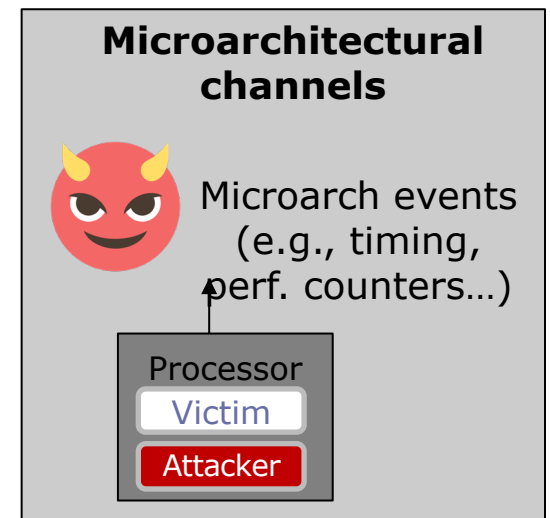 Microarchitectural
channels
Microarch events
(e.g., timing,
perf. counters…)
Processor
Victim
Attacker